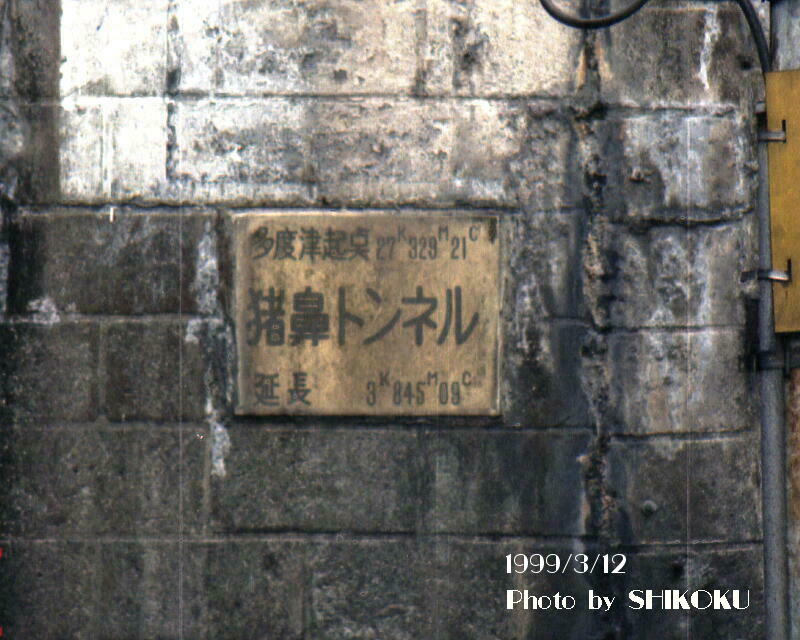 多度津起点 27K329M21C
猪鼻トンネル
延長 3K845M09C
1999/3/12
Photo by SHIKOKU